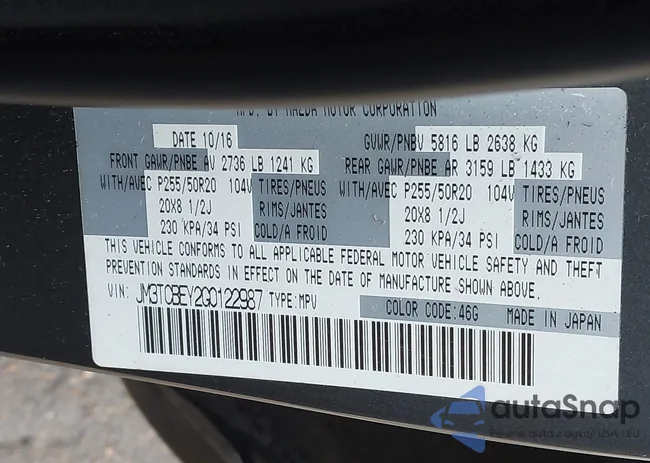 MFD. BY MAZDA MOTOR CORPORATION
DATE 10/16
GVWR/PNBV 5816 LB 2638 KG
FRONT GAWR/PNBE AV 2736 LB 1241 KG
REAR GAWR/PNBE AR 3159 LB 1433 KG
WITH/AVEC P255/50R20 104V TIRES/PNEUS
20X8 1/2J RIMS/JANTES
230 KPA/34 PSI COLD/A FROID
WITH/AVEC P255/50R20 104V TIRES/PNEUS
20X8 1/2J RIMS/JANTES
230 KPA/34 PSI COLD/A FROID
THIS VEHICLE CONFORMS TO ALL APPLICABLE FEDERAL MOTOR VEHICLE SAFETY AND THEFT
PREVENTION STANDARDS IN EFFECT ON THE DATE OF MANUFACTURE SHOWN ABOVE.
VIN: JM3TCBEY2G0122987 TYPE:MPV
COLOR CODE:46G MADE IN JAPAN
autoSnap
Pewne auta z aukcji USA i EU